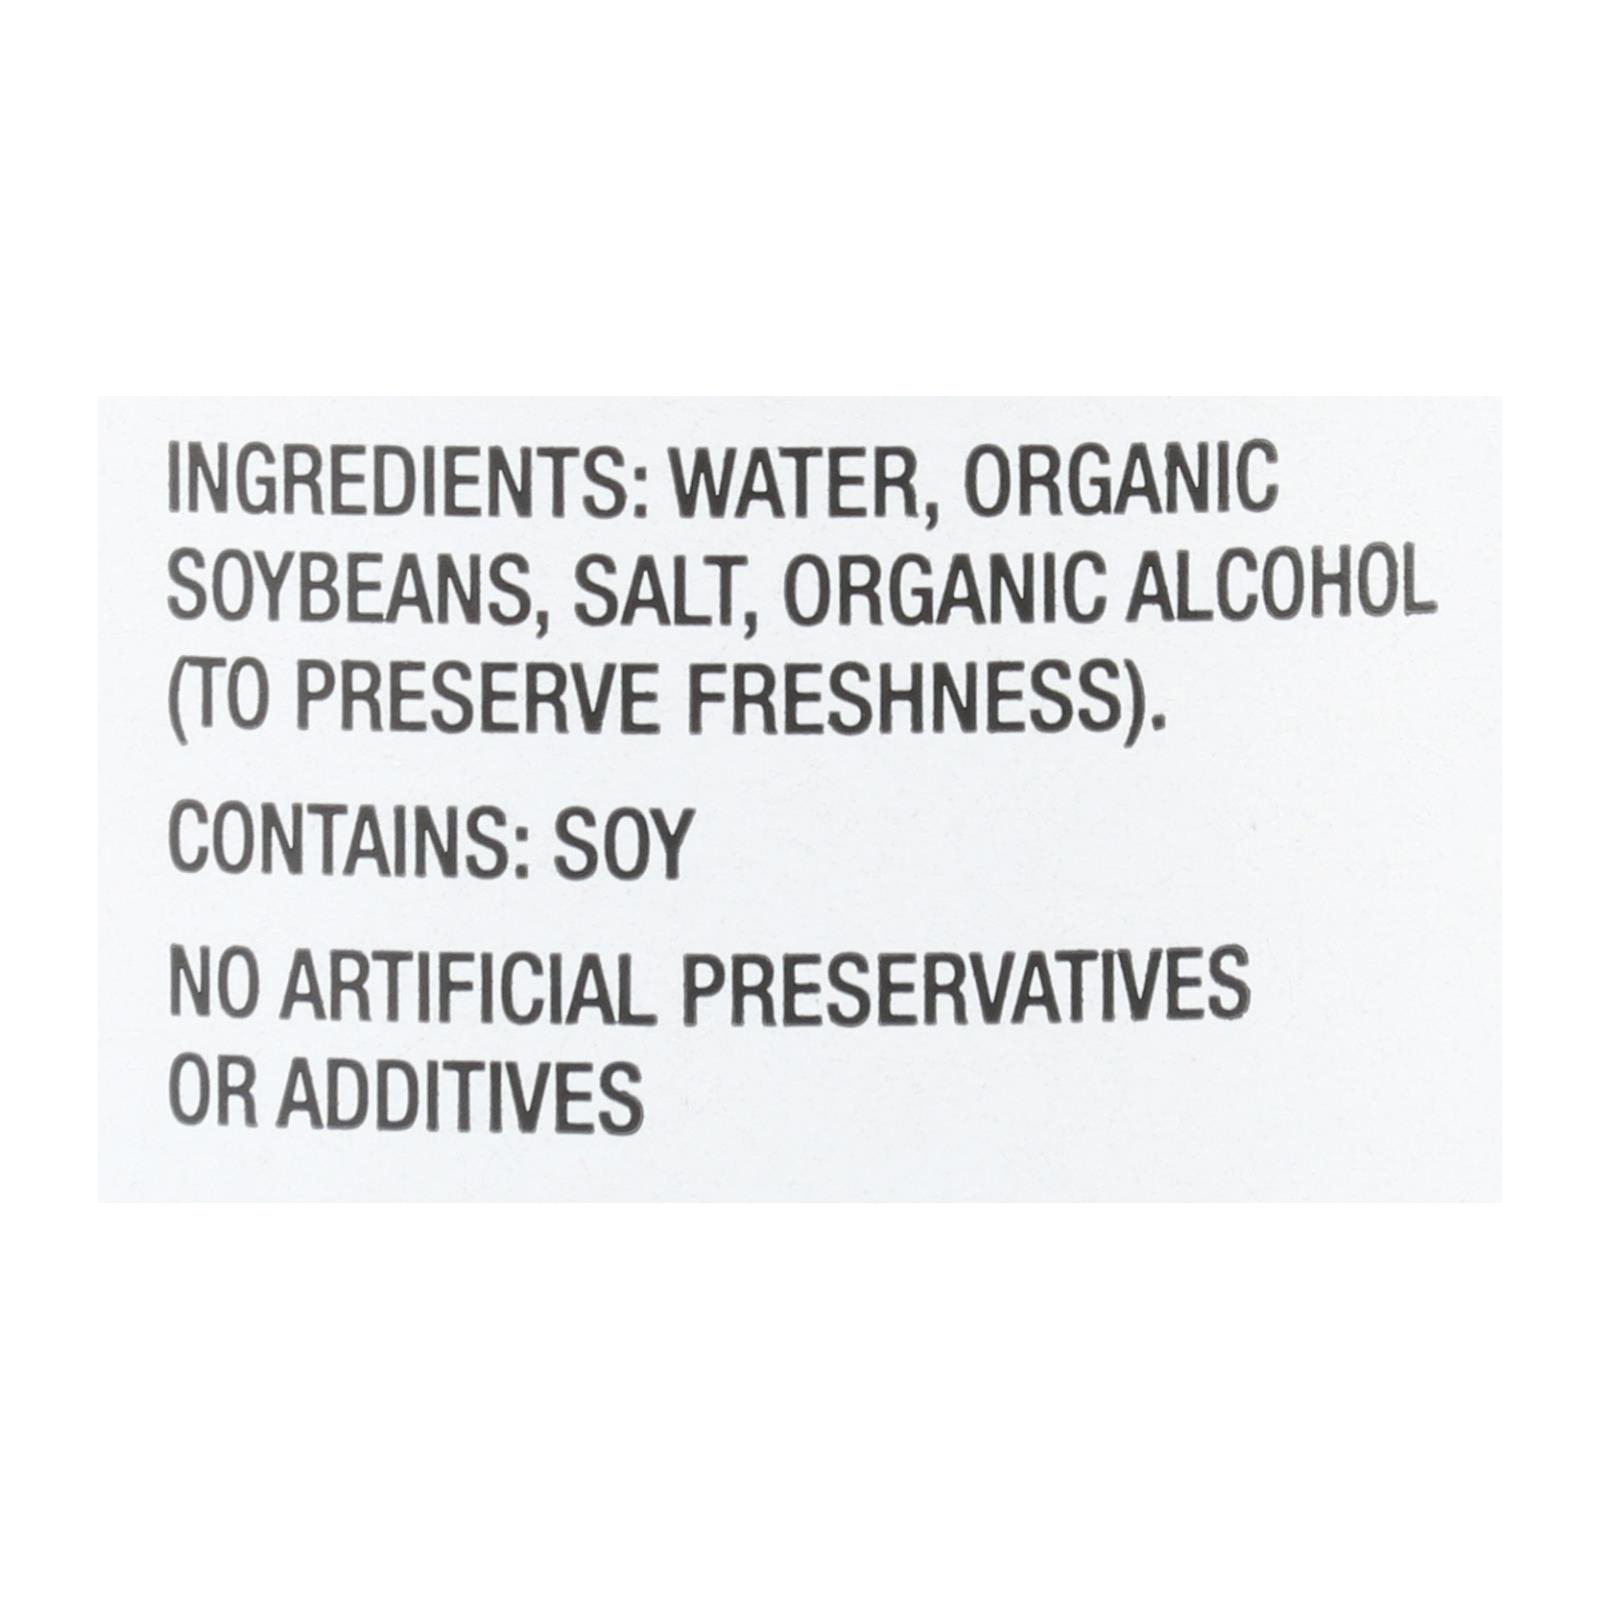 INGREDIENTS: WATER, ORGANIC
SOYBEANS, SALT, ORGANIC ALCOHOL
(TO PRESERVE FRESHNESS).
CONTAINS: SOY
NO ARTIFICIAL PRESERVATIVES
OR ADDITIVES